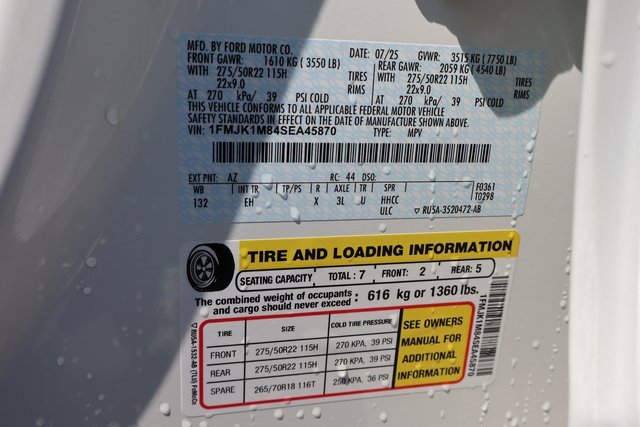 MFD. BY FORD MOTOR CO.
DATE: 07/25 GVWR: 3515 KG (7750 LB)
FRONT GAWR: 1610 KG (3550 LB) REAR GAWR: 2059 KG (4540 LB)
WITH 275/50R22 115H TIRES WITH 275/50R22 115H TIRES
22x9.0 RIMS 22x9.0 RIMS
AT 270 kPa/ 39 PSI COLD AT 270 kPa/ 39 PSI COLD
THIS VEHICLE CONFORMS TO ALL APPLICABLE FEDERAL MOTOR VEHICLE
SAFETY STANDARDS IN EFFECT ON THE DATE OF MANUFACTURE SHOWN ABOVE.
VIN: 1FMJK1M84SEA45870 TYPE: MPV
EXT PNT: AZ RC: 44 DSO:
WB INT TR TP/PS R AXLE TR SPR F0361
132 EH X 3L U HHCC T0298
ULC ▽ RU5A-3520472-AB
TIRE AND LOADING INFORMATION
SEATING CAPACITY TOTAL: 7 FRONT: 2 REAR: 5
The combined weight of occupants
and cargo should never exceed : 616 kg or 1360 lbs.
TIRE SIZE COLD TIRE PRESSURE
FRONT 275/50R22 115H 270 KPA, 39 PSI
REAR 275/50R22 115H 270 KPA, 39 PSI
SPARE 265/70R18 116T 250 KPA, 36 PSI
SEE OWNERS
MANUAL FOR
ADDITIONAL
INFORMATION
1FMJK1M84SEA45870